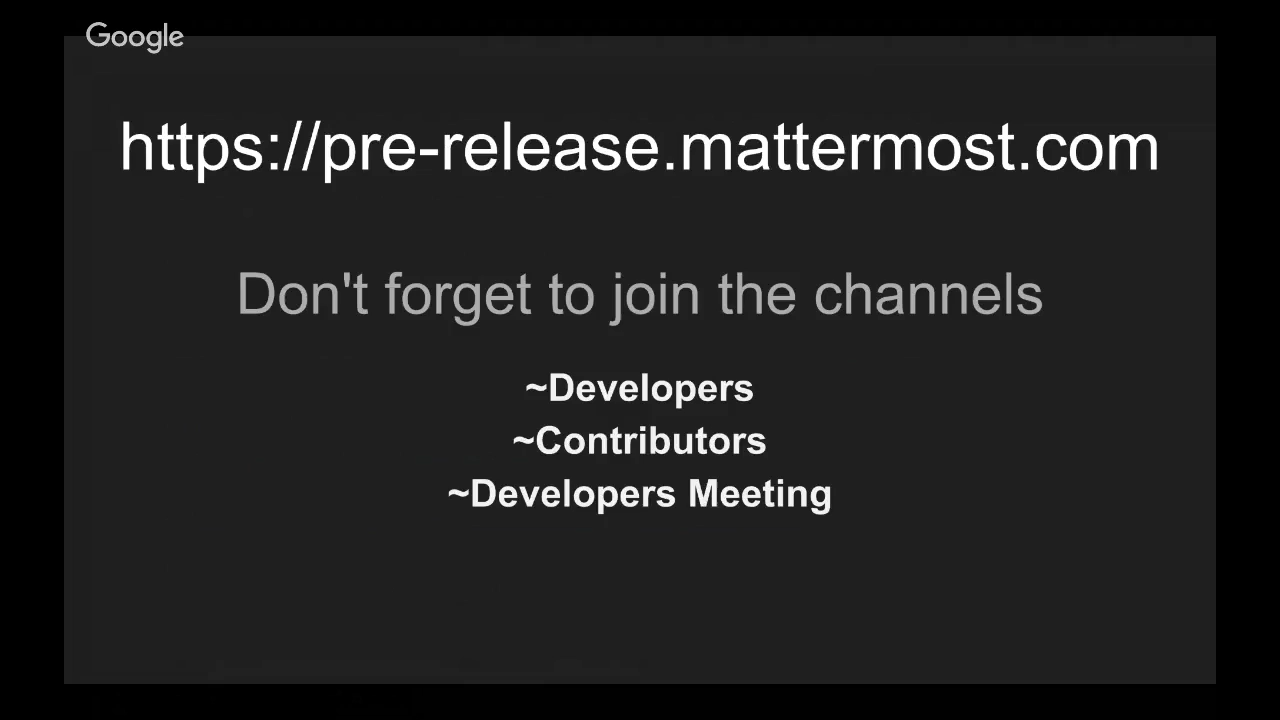 Google
https://pre-release.mattermost.com
Don't forget to join the channels
~Developers
~Contributors
~Developers Meeting